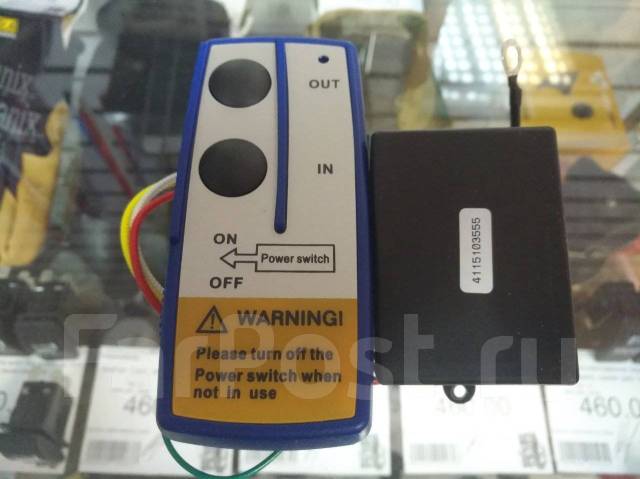 OUT
IN
ON
Power switch
OFF
WARNING!
Please turn off the
Power switch when
not in use
4115103555
FarPost.ru
460.00
460.